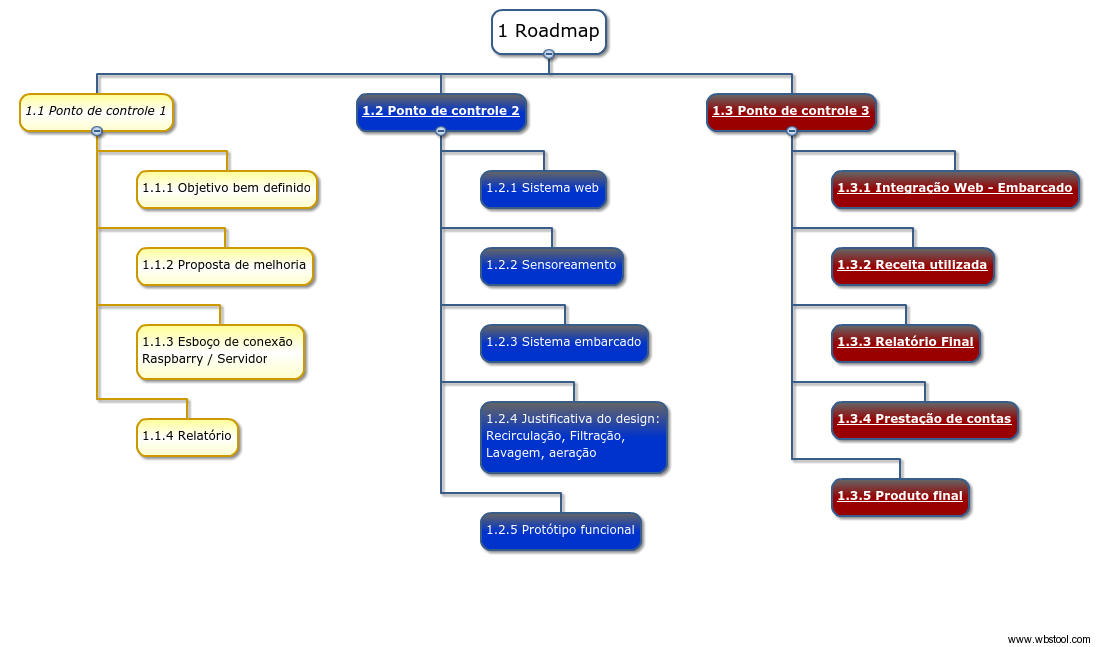 1 Roadmap
1.1 Ponto de controle 1
1.1.1 Objetivo bem definido
1.1.2 Proposta de melhoria
1.1.3 Esboço de conexão
Raspbarry / Servidor
1.1.4 Relatório
1.2 Ponto de controle 2
1.2.1 Sistema web
1.2.2 Sensoreamento
1.2.3 Sistema embarcado
1.2.4 Justificativa do design:
Recirculação, Filtração,
Lavagem, aeração
1.2.5 Protótipo funcional
1.3 Ponto de controle 3
1.3.1 Integração Web - Embarcado
1.3.2 Receita utilizada
1.3.3 Relatório Final
1.3.4 Prestação de contas
1.3.5 Produto final
www.wbstool.com